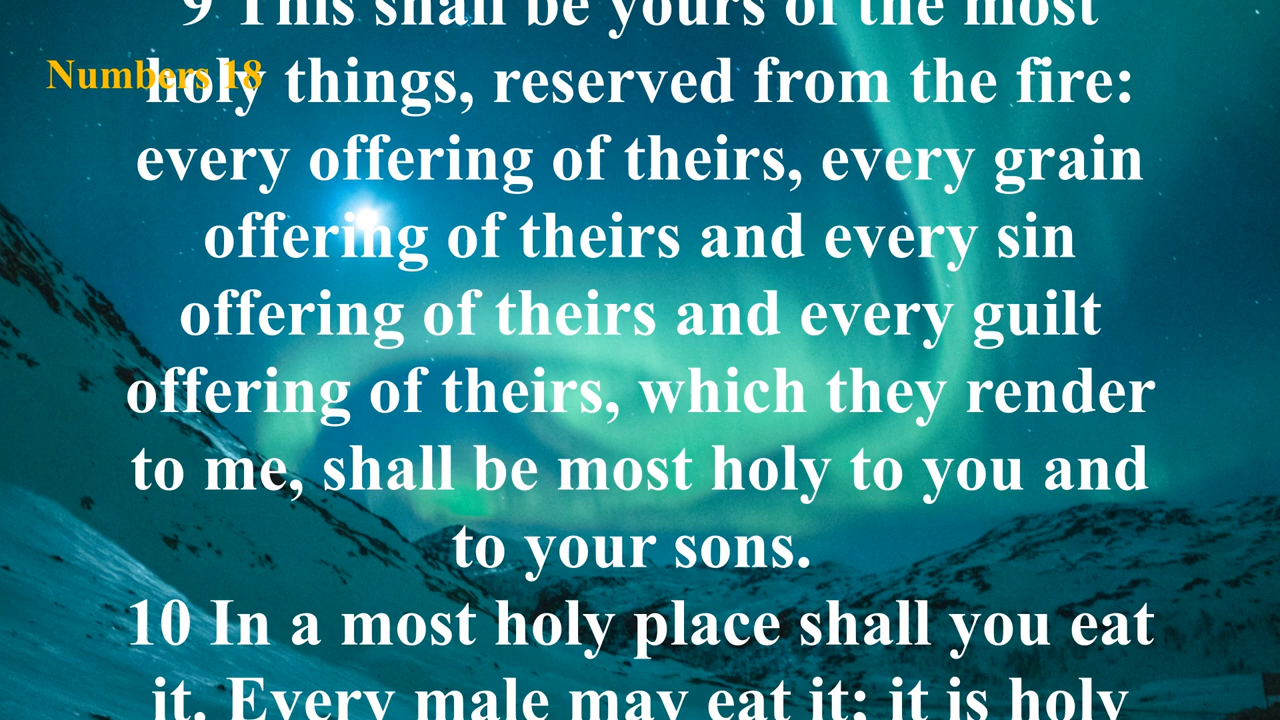 9 This shall be yours of the most
Numbers 18
holy things, reserved from the fire:
every offering of theirs, every grain
offering of theirs and every sin
offering of theirs and every guilt
offering of theirs, which they render
to me, shall be most holy to you and
to your sons.
10 In a most holy place shall you eat
it. Every male may eat it; it is holy